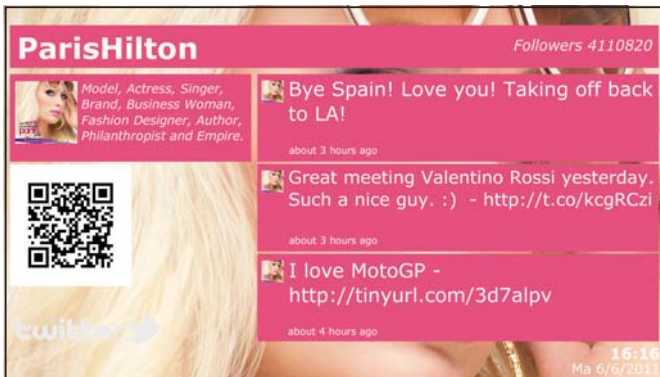 ParisHilton
Followers 4110820
Model, Actress, Singer,
Brand, Business Woman,
Fashion Designer, Author,
Philanthropist and Empire.
Bye Spain! Love you! Taking off back
to LA!
about 3 hours ago
Great meeting Valentino Rossi yesterday.
Such a nice guy. :) - http://t.co/kcgRCzi
about 3 hours ago
I love MotoGP -
http://tinyurl.com/3d7alpv
about 4 hours ago
twitter
16:16
Ma 6/6/2011